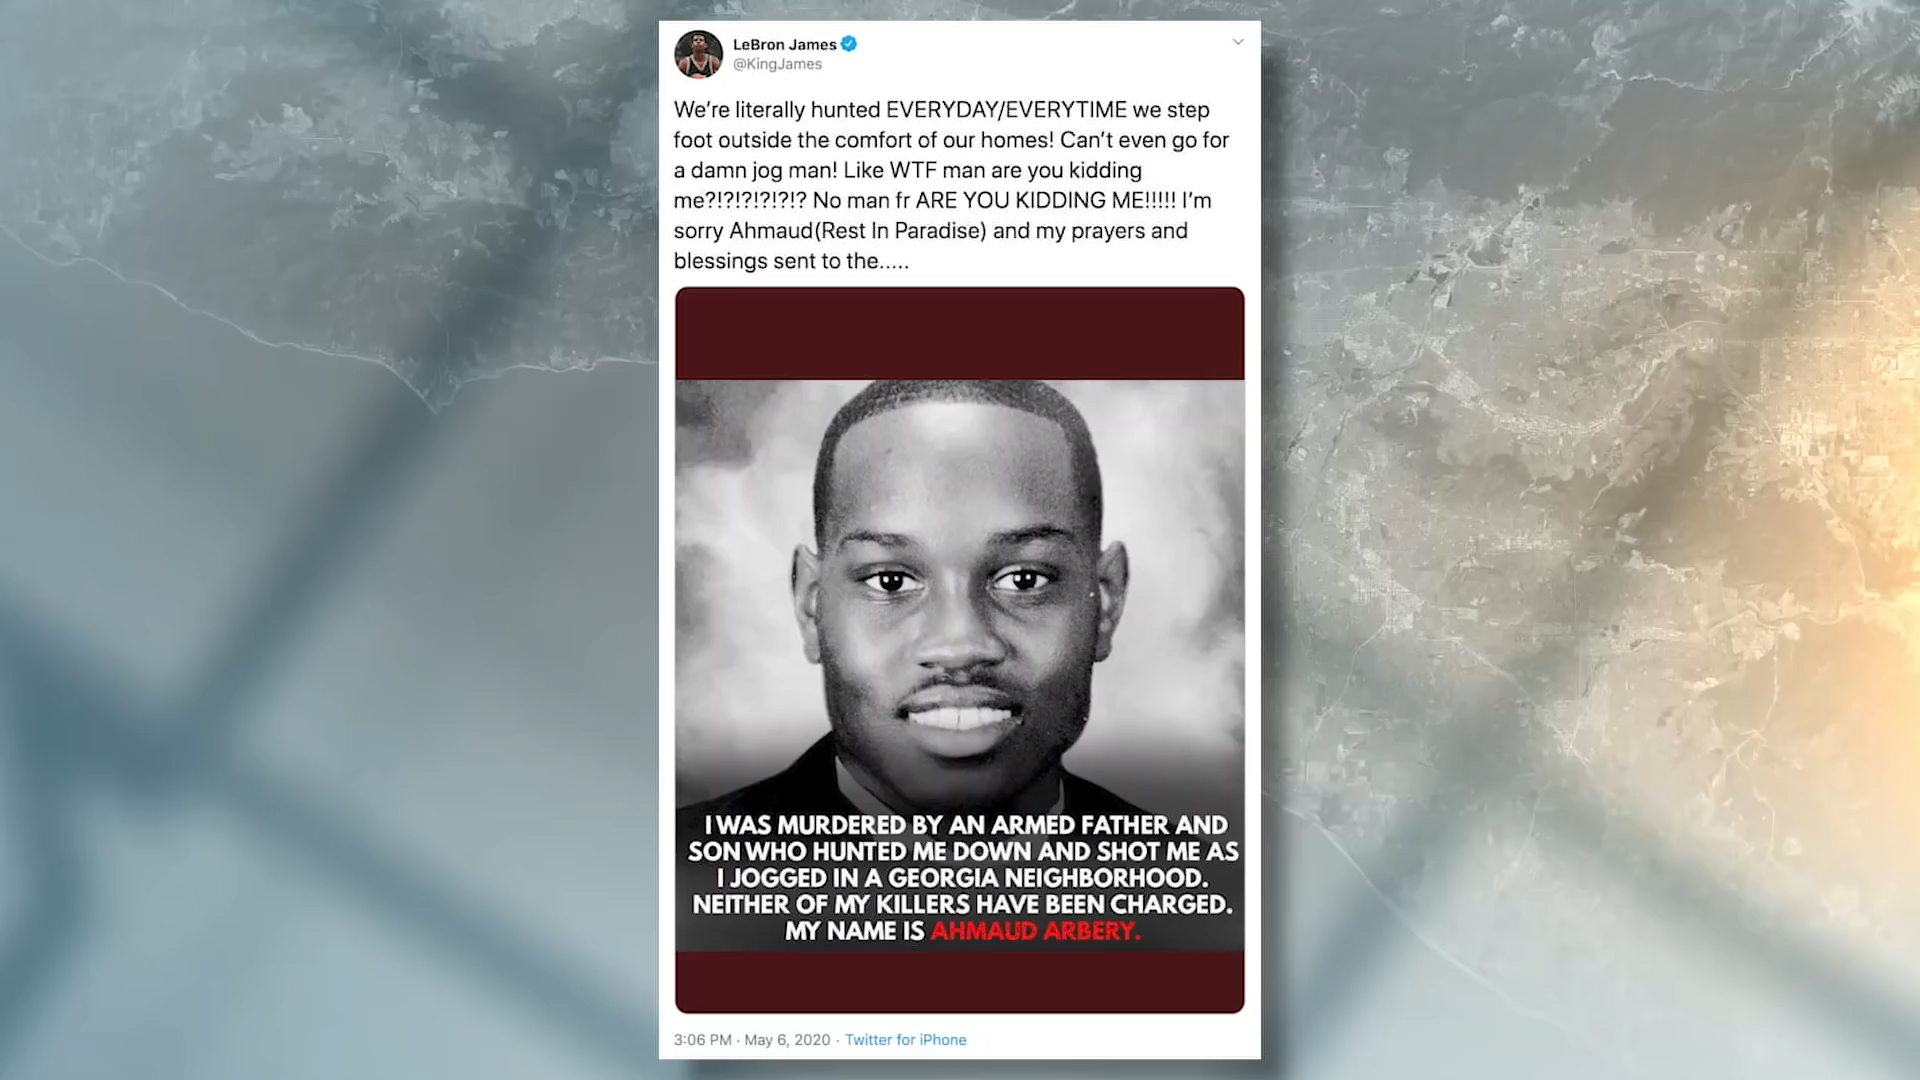 LeBron James
@KingJames
We're literally hunted EVERYDAY/EVERYTIME we step
foot outside the comfort of our homes! Can't even go for
a damn jog man! Like WTF man are you kidding
me?!?!?!?!?!? No man fr ARE YOU KIDDING ME!!!!! I'm
sorry Ahmaud(Rest In Paradise) and my prayers and
blessings sent to the.....
I WAS MURDERED BY AN ARMED FATHER AND
SON WHO HUNTED ME DOWN AND SHOT ME AS
I JOGGED IN A GEORGIA NEIGHBORHOOD.
NEITHER OF MY KILLERS HAVE BEEN CHARGED.
MY NAME IS AHMAUD ARBERY.
3:06 PM · May 6, 2020 · Twitter for iPhone